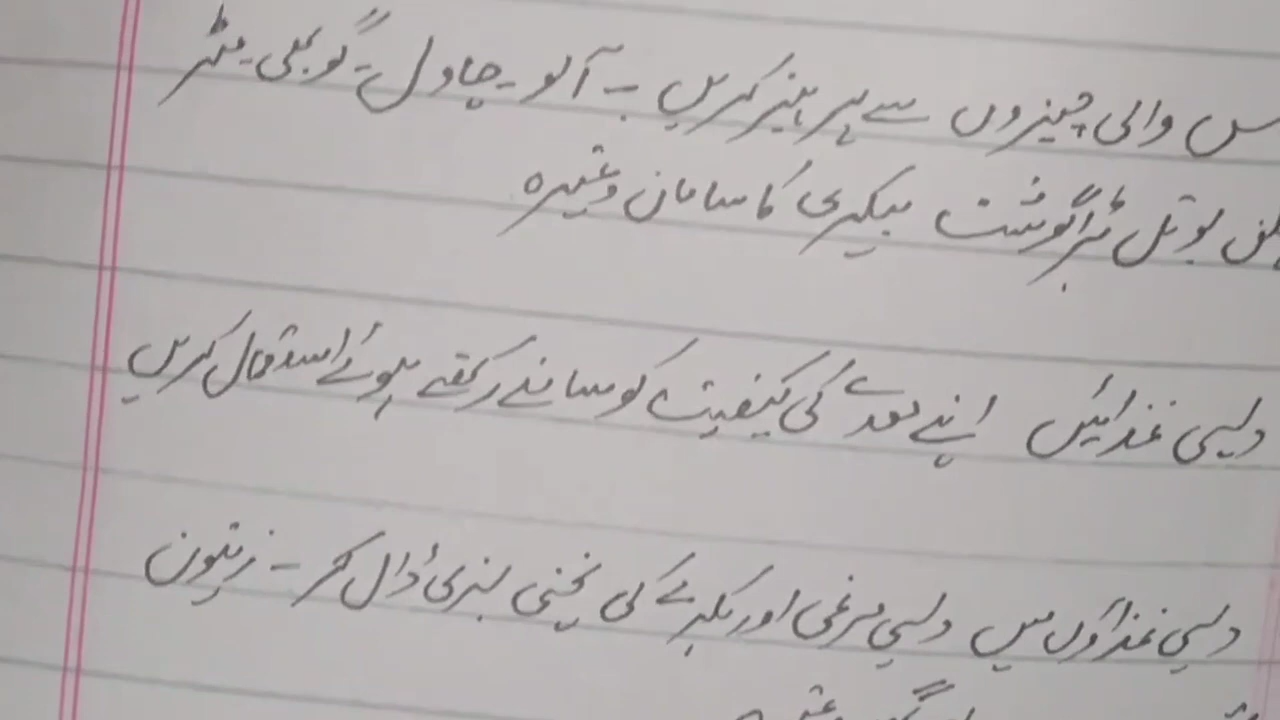 والی چیزوں سے پرہیز کریں - آلو - چاول - گوبھی - مٹر
بوتل بڑا گوشت بیکری کا سامان وغیرہ
دیسی غذائیں اپنے معدے کی کیفیت کو سامنے رکھتے ہوئے استعمال کریں
دیسی غذاؤں میں دیسی مرغی اور بکرے کی یخنی سبزی ڈال کر - زیتون